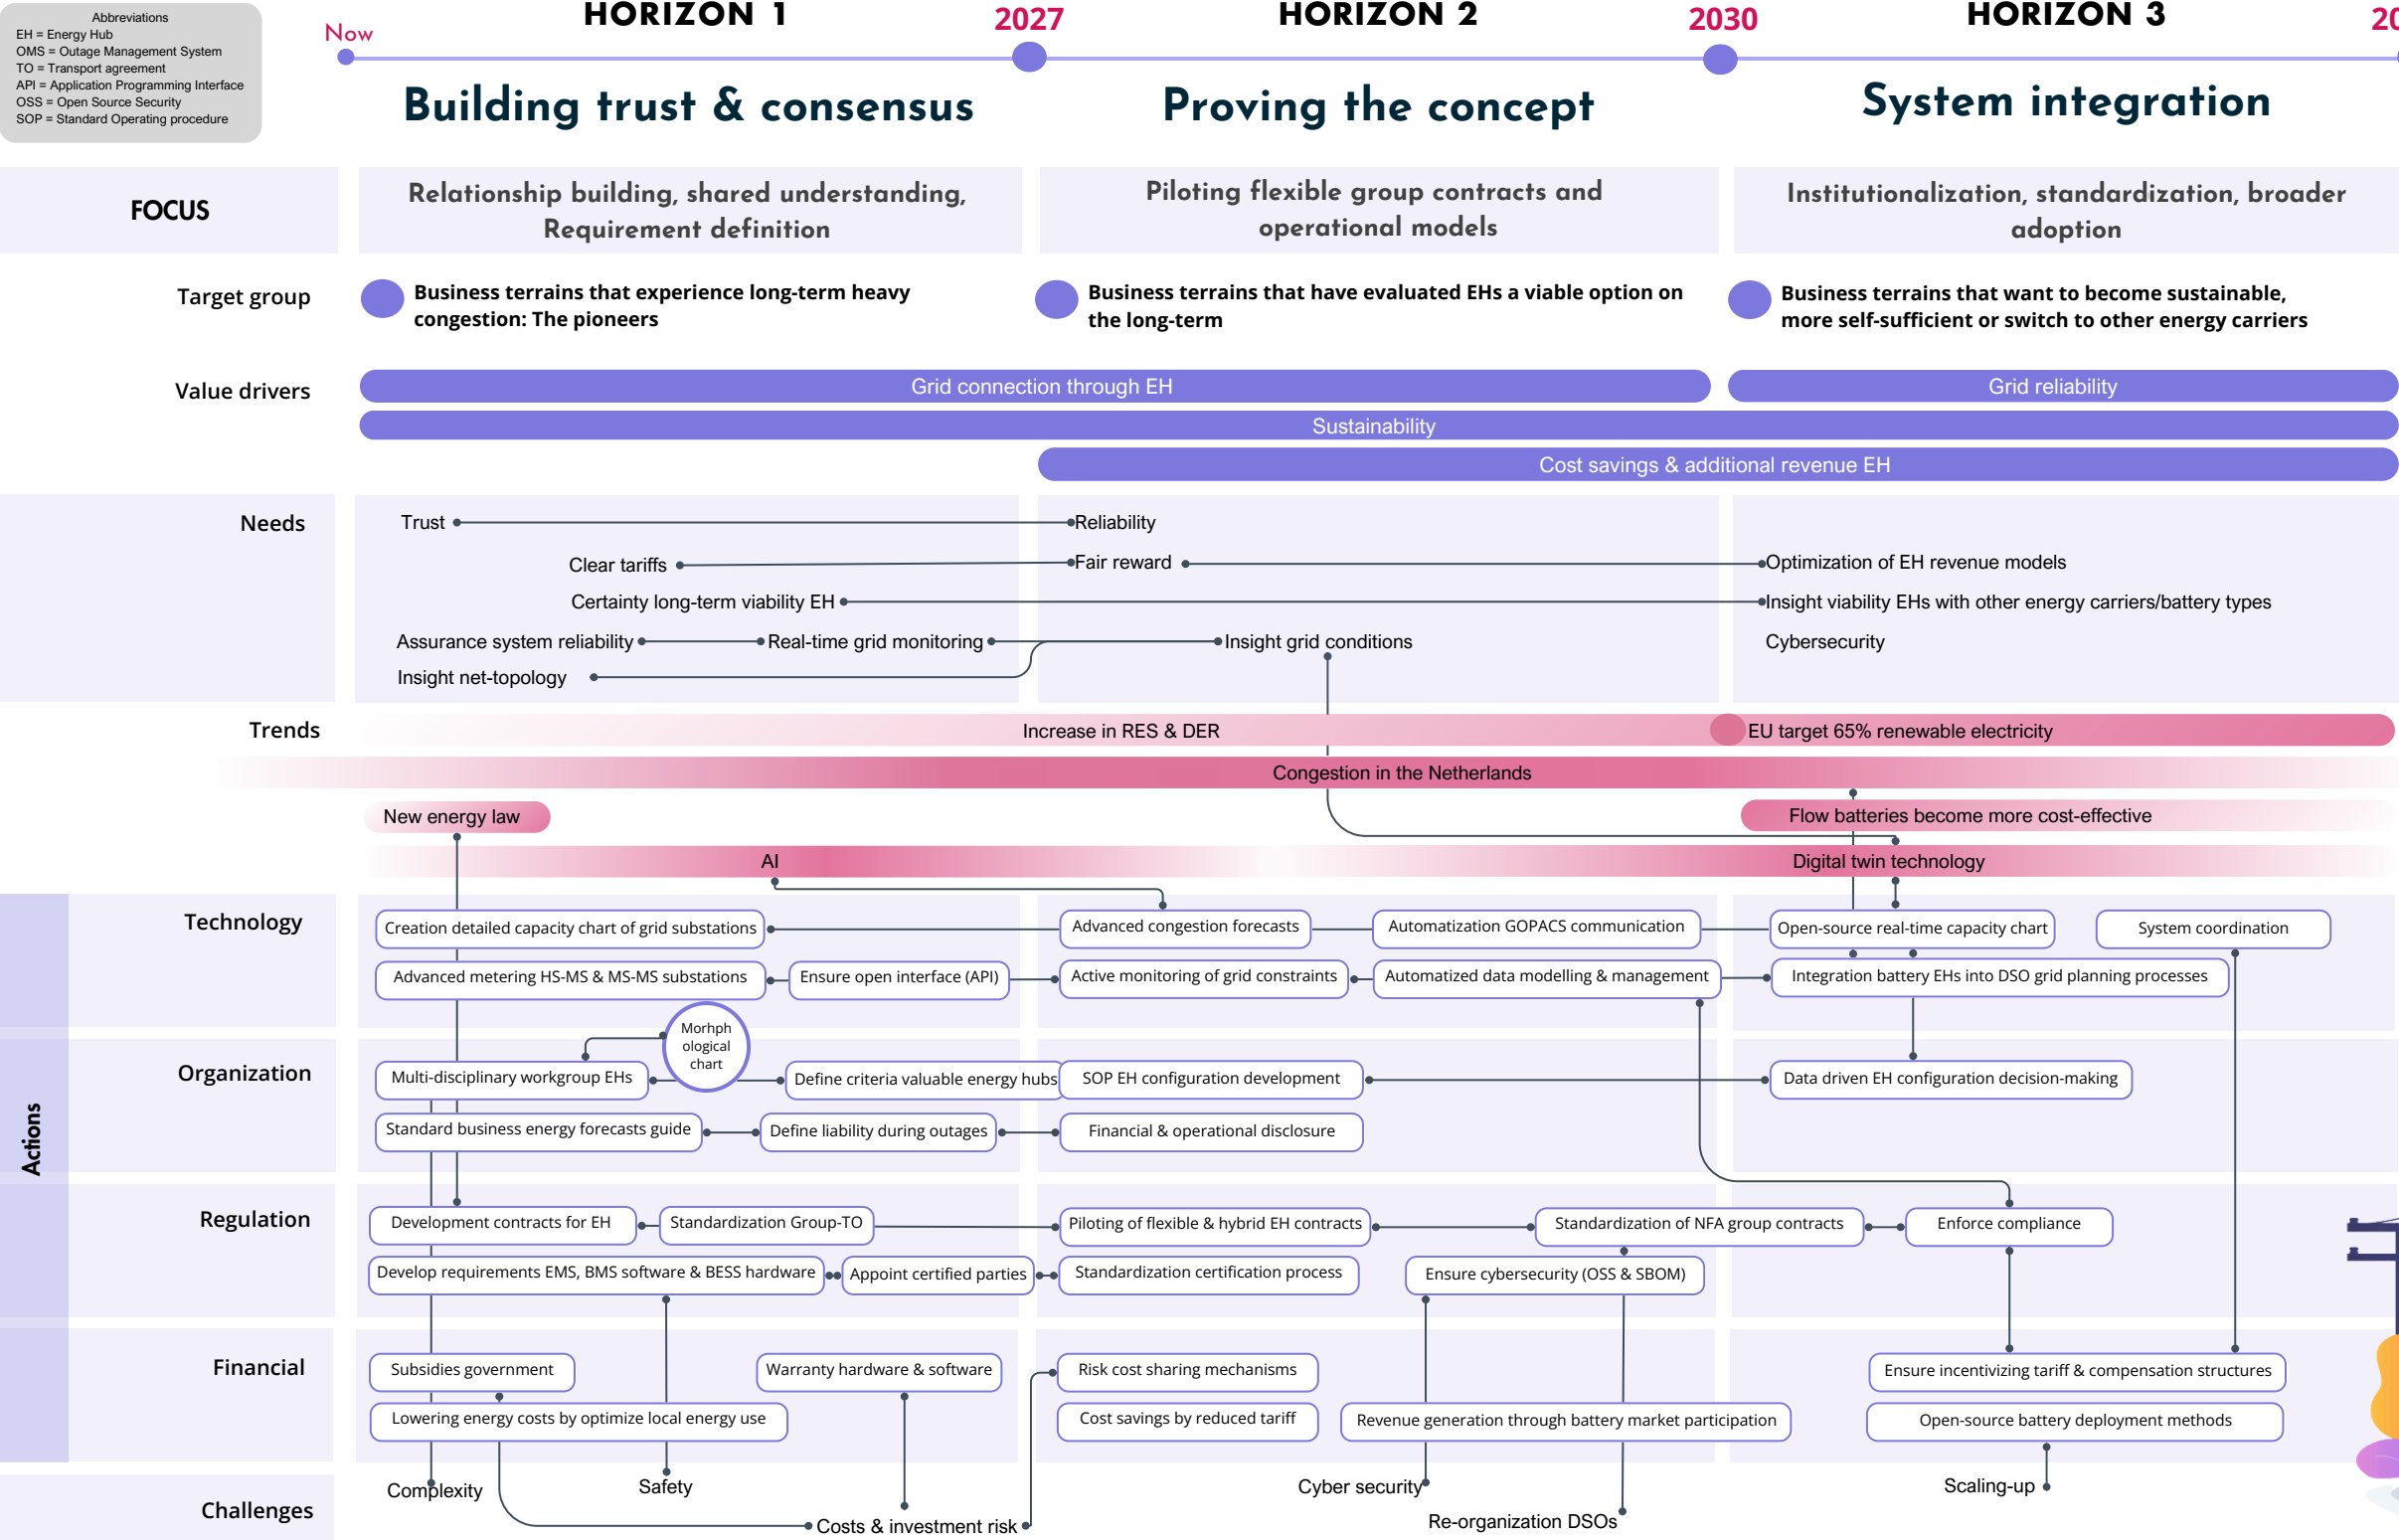 Abbreviations
EH = Energy Hub
OMS = Outage Management System
TO = Transport agreement
API = Application Programming Interface
OSS = Open Source Security
SOP = Standard Operating procedure
Now
HORIZON 1
2027
HORIZON 2
2030
HORIZON 3
20
Building trust & consensus
Proving the concept
System integration
FOCUS
Relationship building, shared understanding,
Requirement definition
Piloting flexible group contracts and
operational models
Institutionalization, standardization, broader
adoption
Target group
Business terrains that experience long-term heavy
congestion: The pioneers
Business terrains that have evaluated EHs a viable option on
the long-term
Business terrains that want to become sustainable,
more self-sufficient or switch to other energy carriers
Value drivers
Grid connection through EH
Grid reliability
Sustainability
Cost savings & additional revenue EH
Needs
Trust
Reliability
Clear tariffs
Fair reward
Optimization of EH revenue models
Certainty long-term viability EH
Insight viability EHs with other energy carriers/battery types
Assurance system reliability
Real-time grid monitoring
Insight grid conditions
Cybersecurity
Insight net-topology
Trends
Increase in RES & DER
EU target 65% renewable electricity
Congestion in the Netherlands
New energy law
Flow batteries become more cost-effective
AI
Digital twin technology
Actions
Technology
Creation detailed capacity chart of grid substations
Advanced congestion forecasts
Automatization GOPACS communication
Open-source real-time capacity chart
System coordination
Advanced metering HS-MS & MS-MS substations
Ensure open interface (API)
Active monitoring of grid constraints
Automatized data modelling & management
Integration battery EHs into DSO grid planning processes
Morhph
ological
chart
Organization
Multi-disciplinary workgroup EHs
Define criteria valuable energy hubs
SOP EH configuration development
Data driven EH configuration decision-making
Standard business energy forecasts guide
Define liability during outages
Financial & operational disclosure
Regulation
Development contracts for EH
Standardization Group-TO
Piloting of flexible & hybrid EH contracts
Standardization of NFA group contracts
Enforce compliance
Develop requirements EMS, BMS software & BESS hardware
Appoint certified parties
Standardization certification process
Ensure cybersecurity (OSS & SBOM)
Financial
Subsidies government
Warranty hardware & software
Risk cost sharing mechanisms
Ensure incentivizing tariff & compensation structures
Lowering energy costs by optimize local energy use
Cost savings by reduced tariff
Revenue generation through battery market participation
Open-source battery deployment methods
Challenges
Complexity
Safety
Cyber security
Scaling-up
Costs & investment risk
Re-organization DSOs